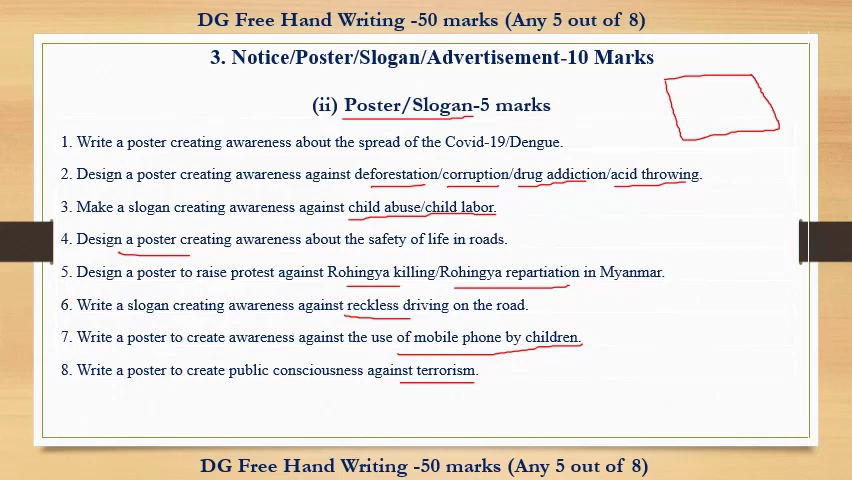 DG Free Hand Writing -50 marks (Any 5 out of 8)
3. Notice/Poster/Slogan/Advertisement-10 Marks
(ii) Poster/Slogan-5 marks
1. Write a poster creating awareness about the spread of the Covid-19/Dengue.
2. Design a poster creating awareness against deforestation/corruption/drug addiction/acid throwing.
3. Make a slogan creating awareness against child abuse/child labor.
4. Design a poster creating awareness about the safety of life in roads.
5. Design a poster to raise protest against Rohingya killing/Rohingya repartiation in Myanmar.
6. Write a slogan creating awareness against reckless driving on the road.
7. Write a poster to create awareness against the use of mobile phone by children.
8. Write a poster to create public consciousness against terrorism.
DG Free Hand Writing -50 marks (Any 5 out of 8)